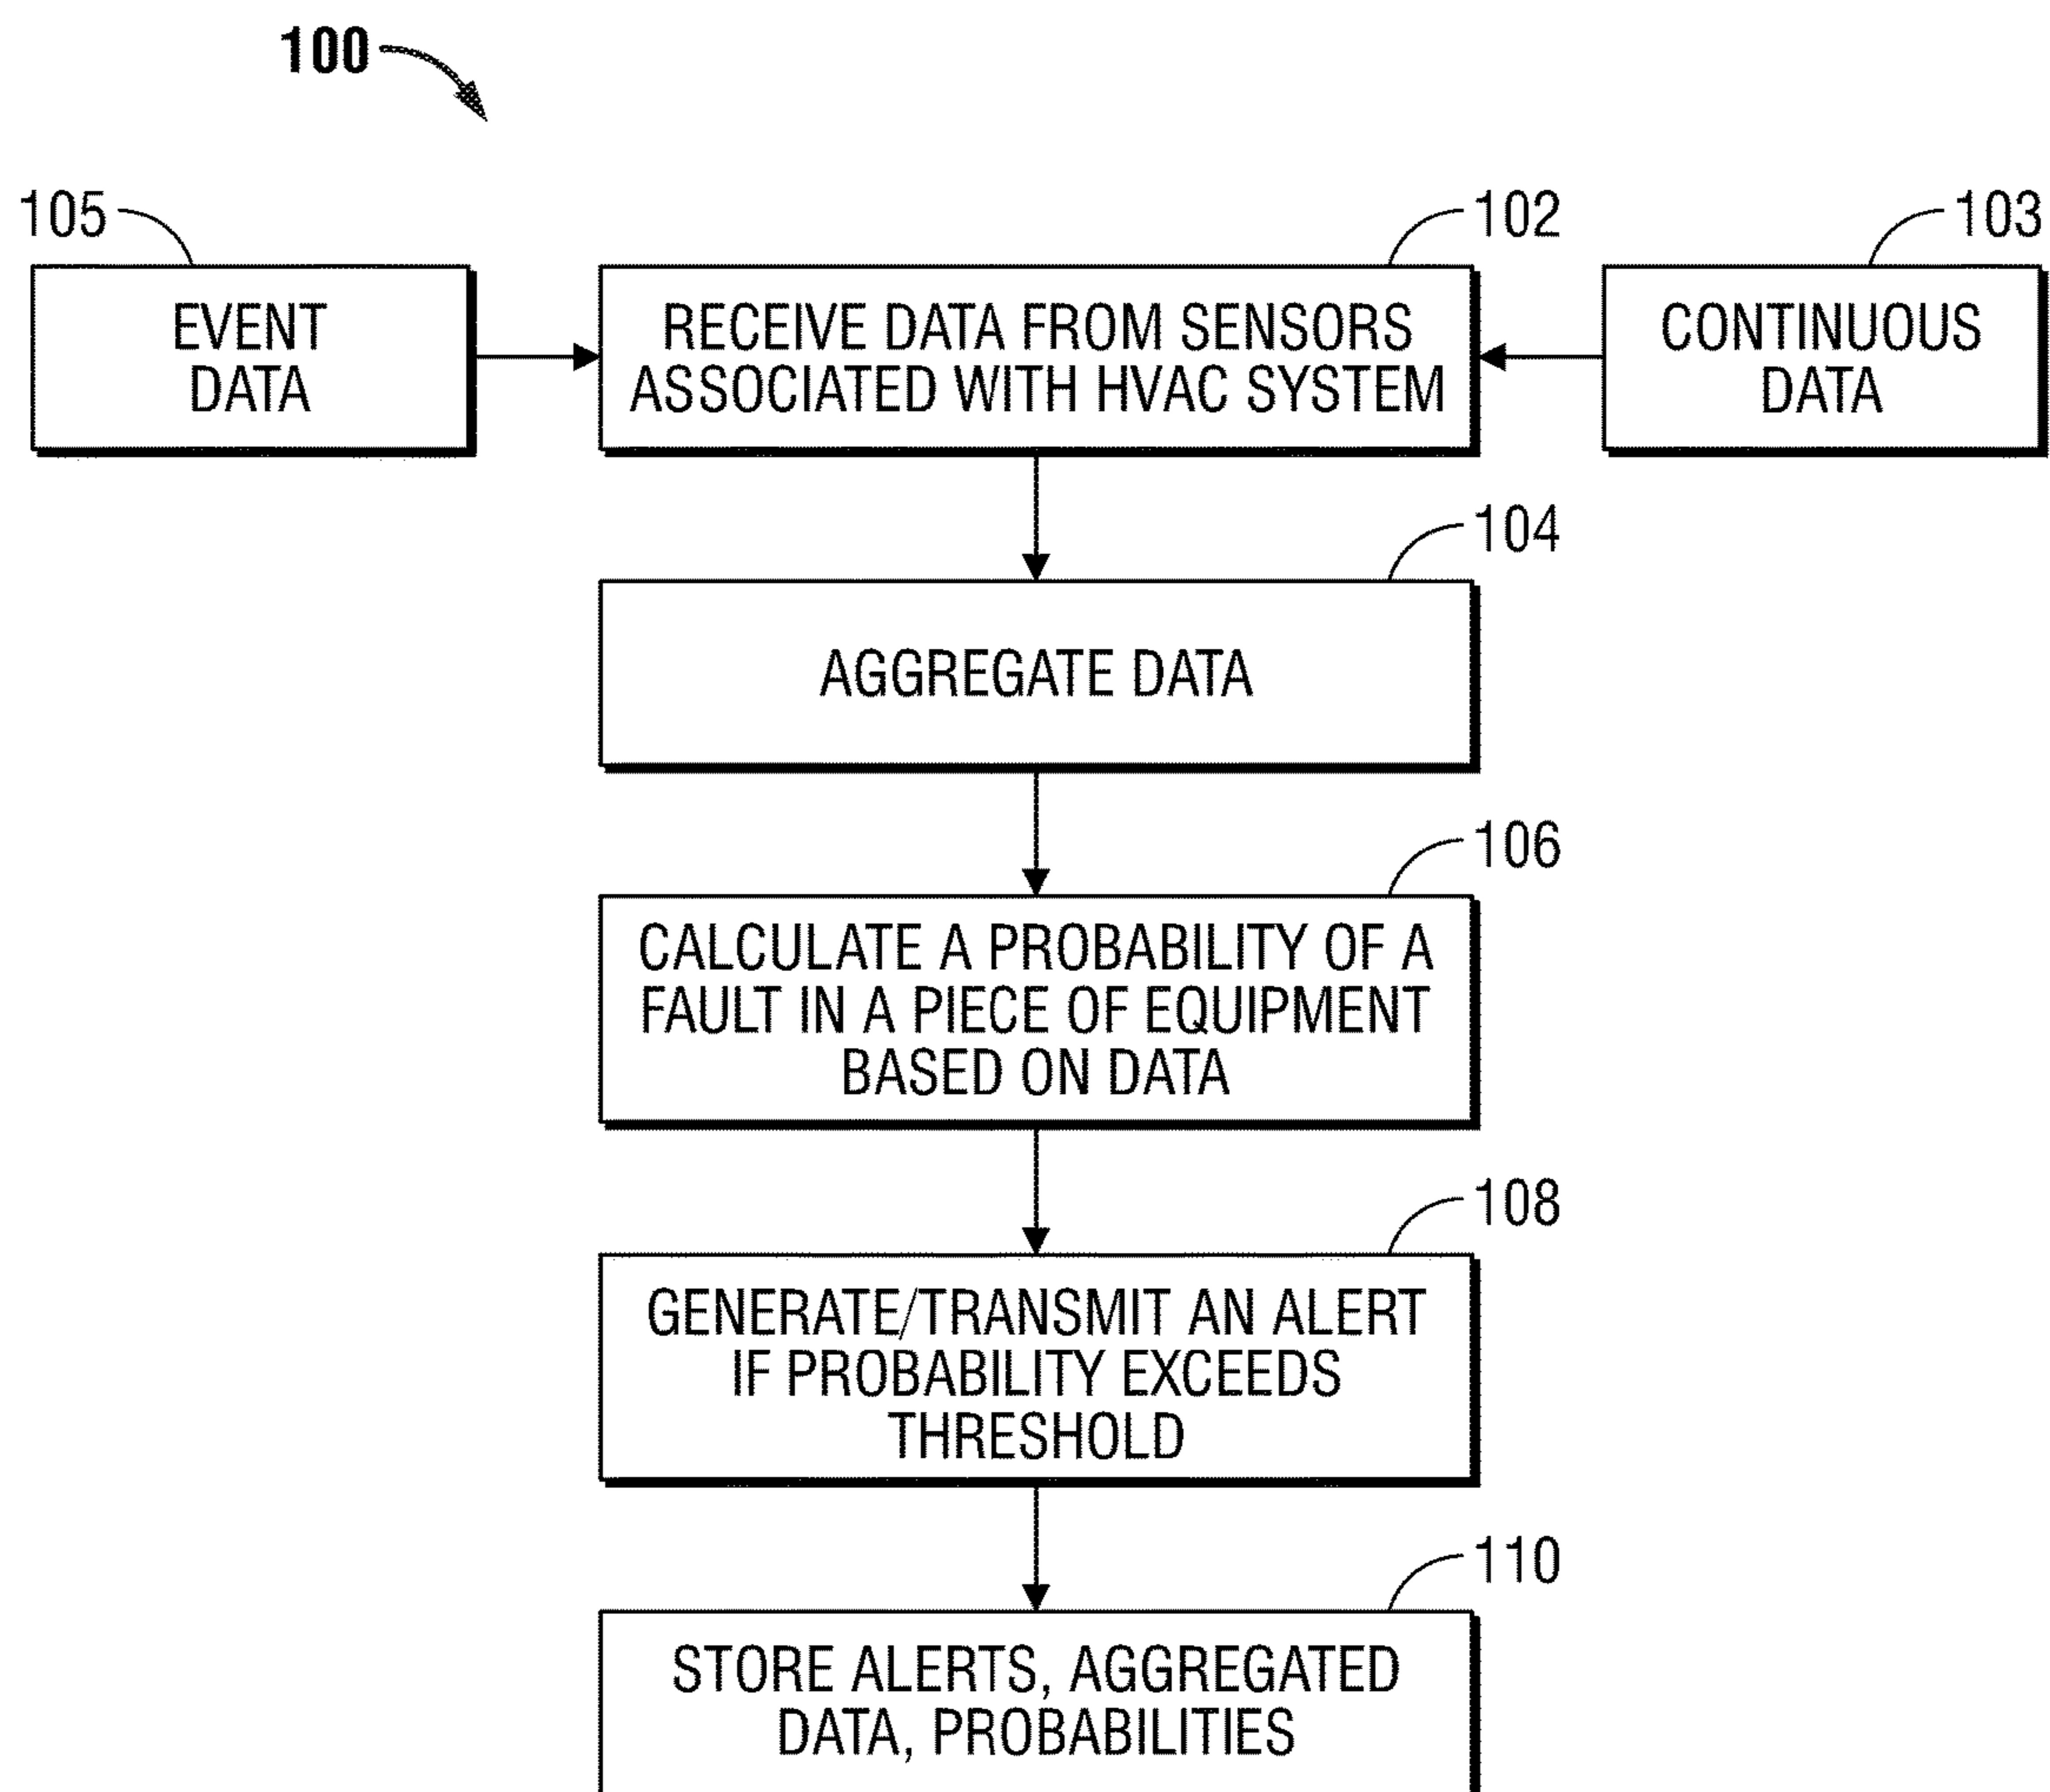 100
105
102
103
EVENT
DATA
RECEIVE DATA FROM SENSORS
ASSOCIATED WITH HVAC SYSTEM
CONTINUOUS
DATA
104
AGGREGATE DATA
106
CALCULATE A PROBABILITY OF A
FAULT IN A PIECE OF EQUIPMENT
BASED ON DATA
108
GENERATE/TRANSMIT AN ALERT
IF PROBABILITY EXCEEDS
THRESHOLD
110
STORE ALERTS, AGGREGATED
DATA, PROBABILITIES